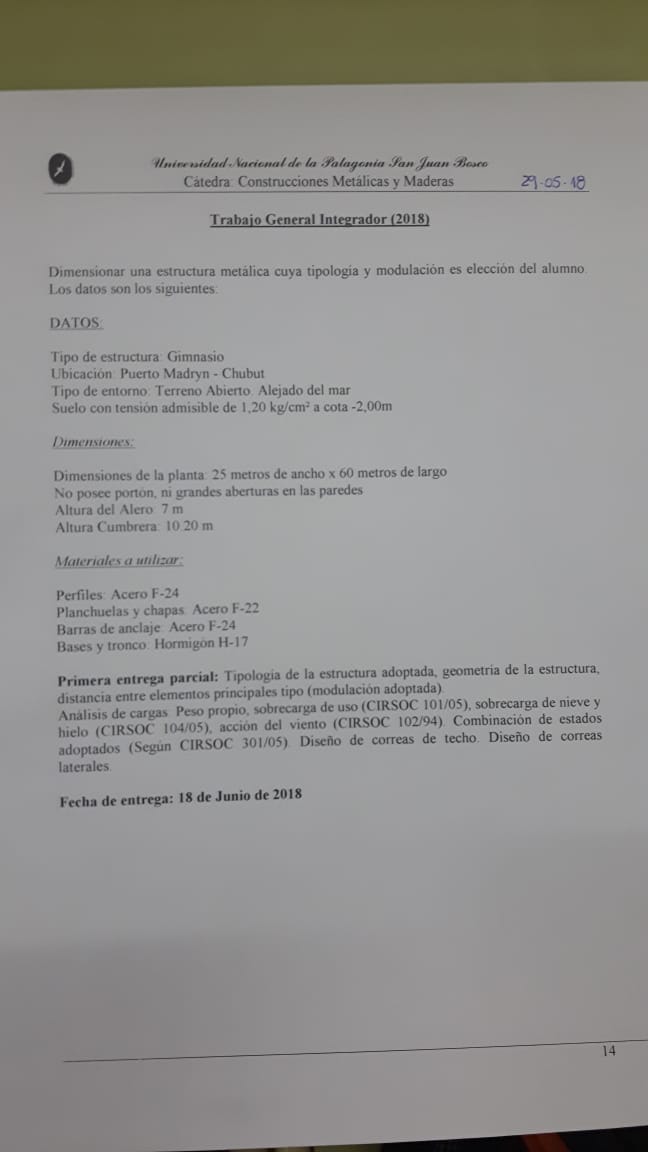 Universidad Nacional de la Patagonia San Juan Bosco
Cátedra: Construcciones Metálicas y Maderas
29-05-18
Trabajo General Integrador (2018)
Dimensionar una estructura metálica cuya tipología y modulación es elección del alumno.
Los datos son los siguientes:
DATOS:
Tipo de estructura: Gimnasio
Ubicación: Puerto Madryn - Chubut
Tipo de entorno: Terreno Abierto. Alejado del mar
Suelo con tensión admisible de 1,20 kg/cm² a cota -2,00m
Dimensiones:
Dimensiones de la planta: 25 metros de ancho x 60 metros de largo
No posee portón, ni grandes aberturas en las paredes
Altura del Alero: 7 m
Altura Cumbrera: 10.20 m
Materiales a utilizar:
Perfiles: Acero F-24
Planchuelas y chapas: Acero F-22
Barras de anclaje: Acero F-24
Bases y tronco: Hormigón H-17
Primera entrega parcial: Tipología de la estructura adoptada, geometría de la estructura,
distancia entre elementos principales tipo (modulación adoptada).
Análisis de cargas: Peso propio, sobrecarga de uso (CIRSOC 101/05), sobrecarga de nieve y
hielo (CIRSOC 104/05), acción del viento (CIRSOC 102/94). Combinación de estados
adoptados (Según CIRSOC 301/05). Diseño de correas de techo. Diseño de correas
laterales.
Fecha de entrega: 18 de Junio de 2018
14